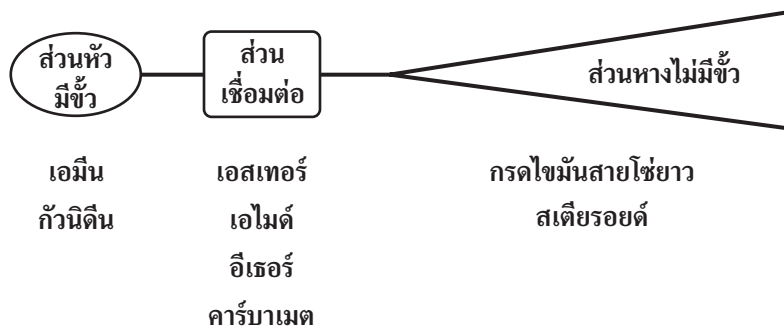 ส่วนหัว
มีขั้ว
ส่วน
เชื่อมต่อ
ส่วนหางไม่มีขั้ว
เอมีน
กัวนิดีน
เอสเทอร์
เอไมด์
อีเธอร์
คาร์บาเมต
กรดไขมันสายโซ่ยาว
สเตียรอยด์